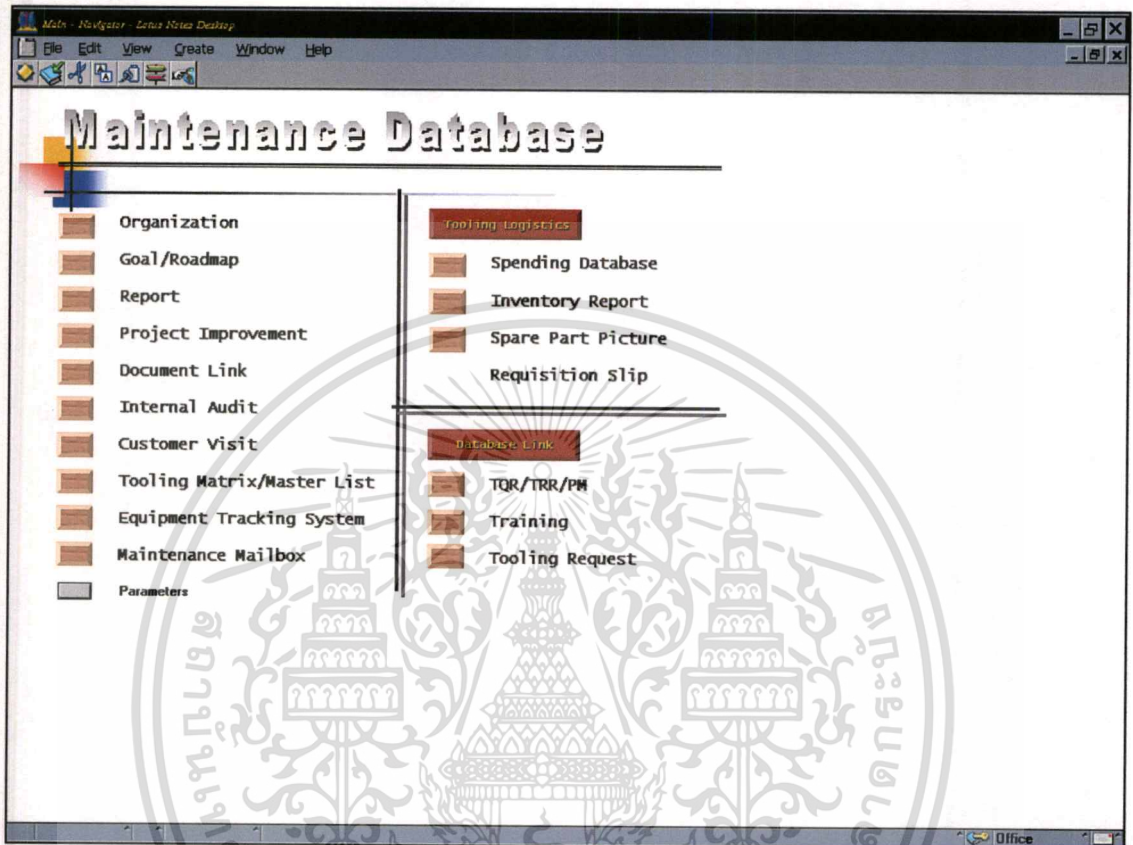 Main - Navigator - Lotus Notes Desktop
File Edit View Create Window Help
Maintenance Database
Organization
Goal/Roadmap
Report
Project Improvement
Document Link
Internal Audit
Customer Visit
Tooling Matrix/Master List
Equipment Tracking System
Maintenance Mailbox
Parameters
Tooling Logistics
Spending Database
Inventory Report
Spare Part Picture
Requisition Slip
Database Link
TQR/TRR/PM
Training
Tooling Request
Office